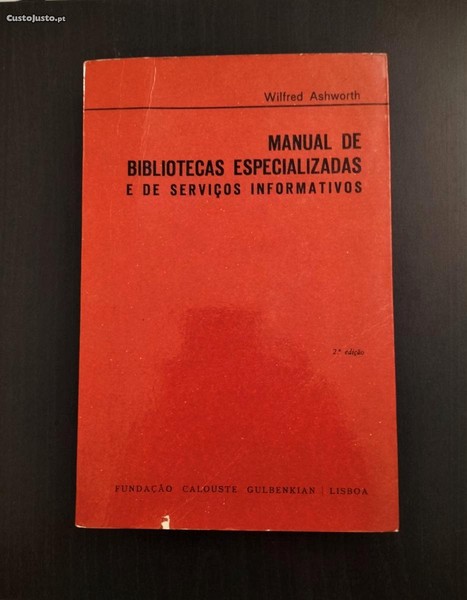 CustoJusto.pt
Wilfred Ashworth
MANUAL DE
BIBLIOTECAS ESPECIALIZADAS
E DE SERVIÇOS INFORMATIVOS
2.ª edição
FUNDAÇÃO CALOUSTE GULBENKIAN | LISBOA